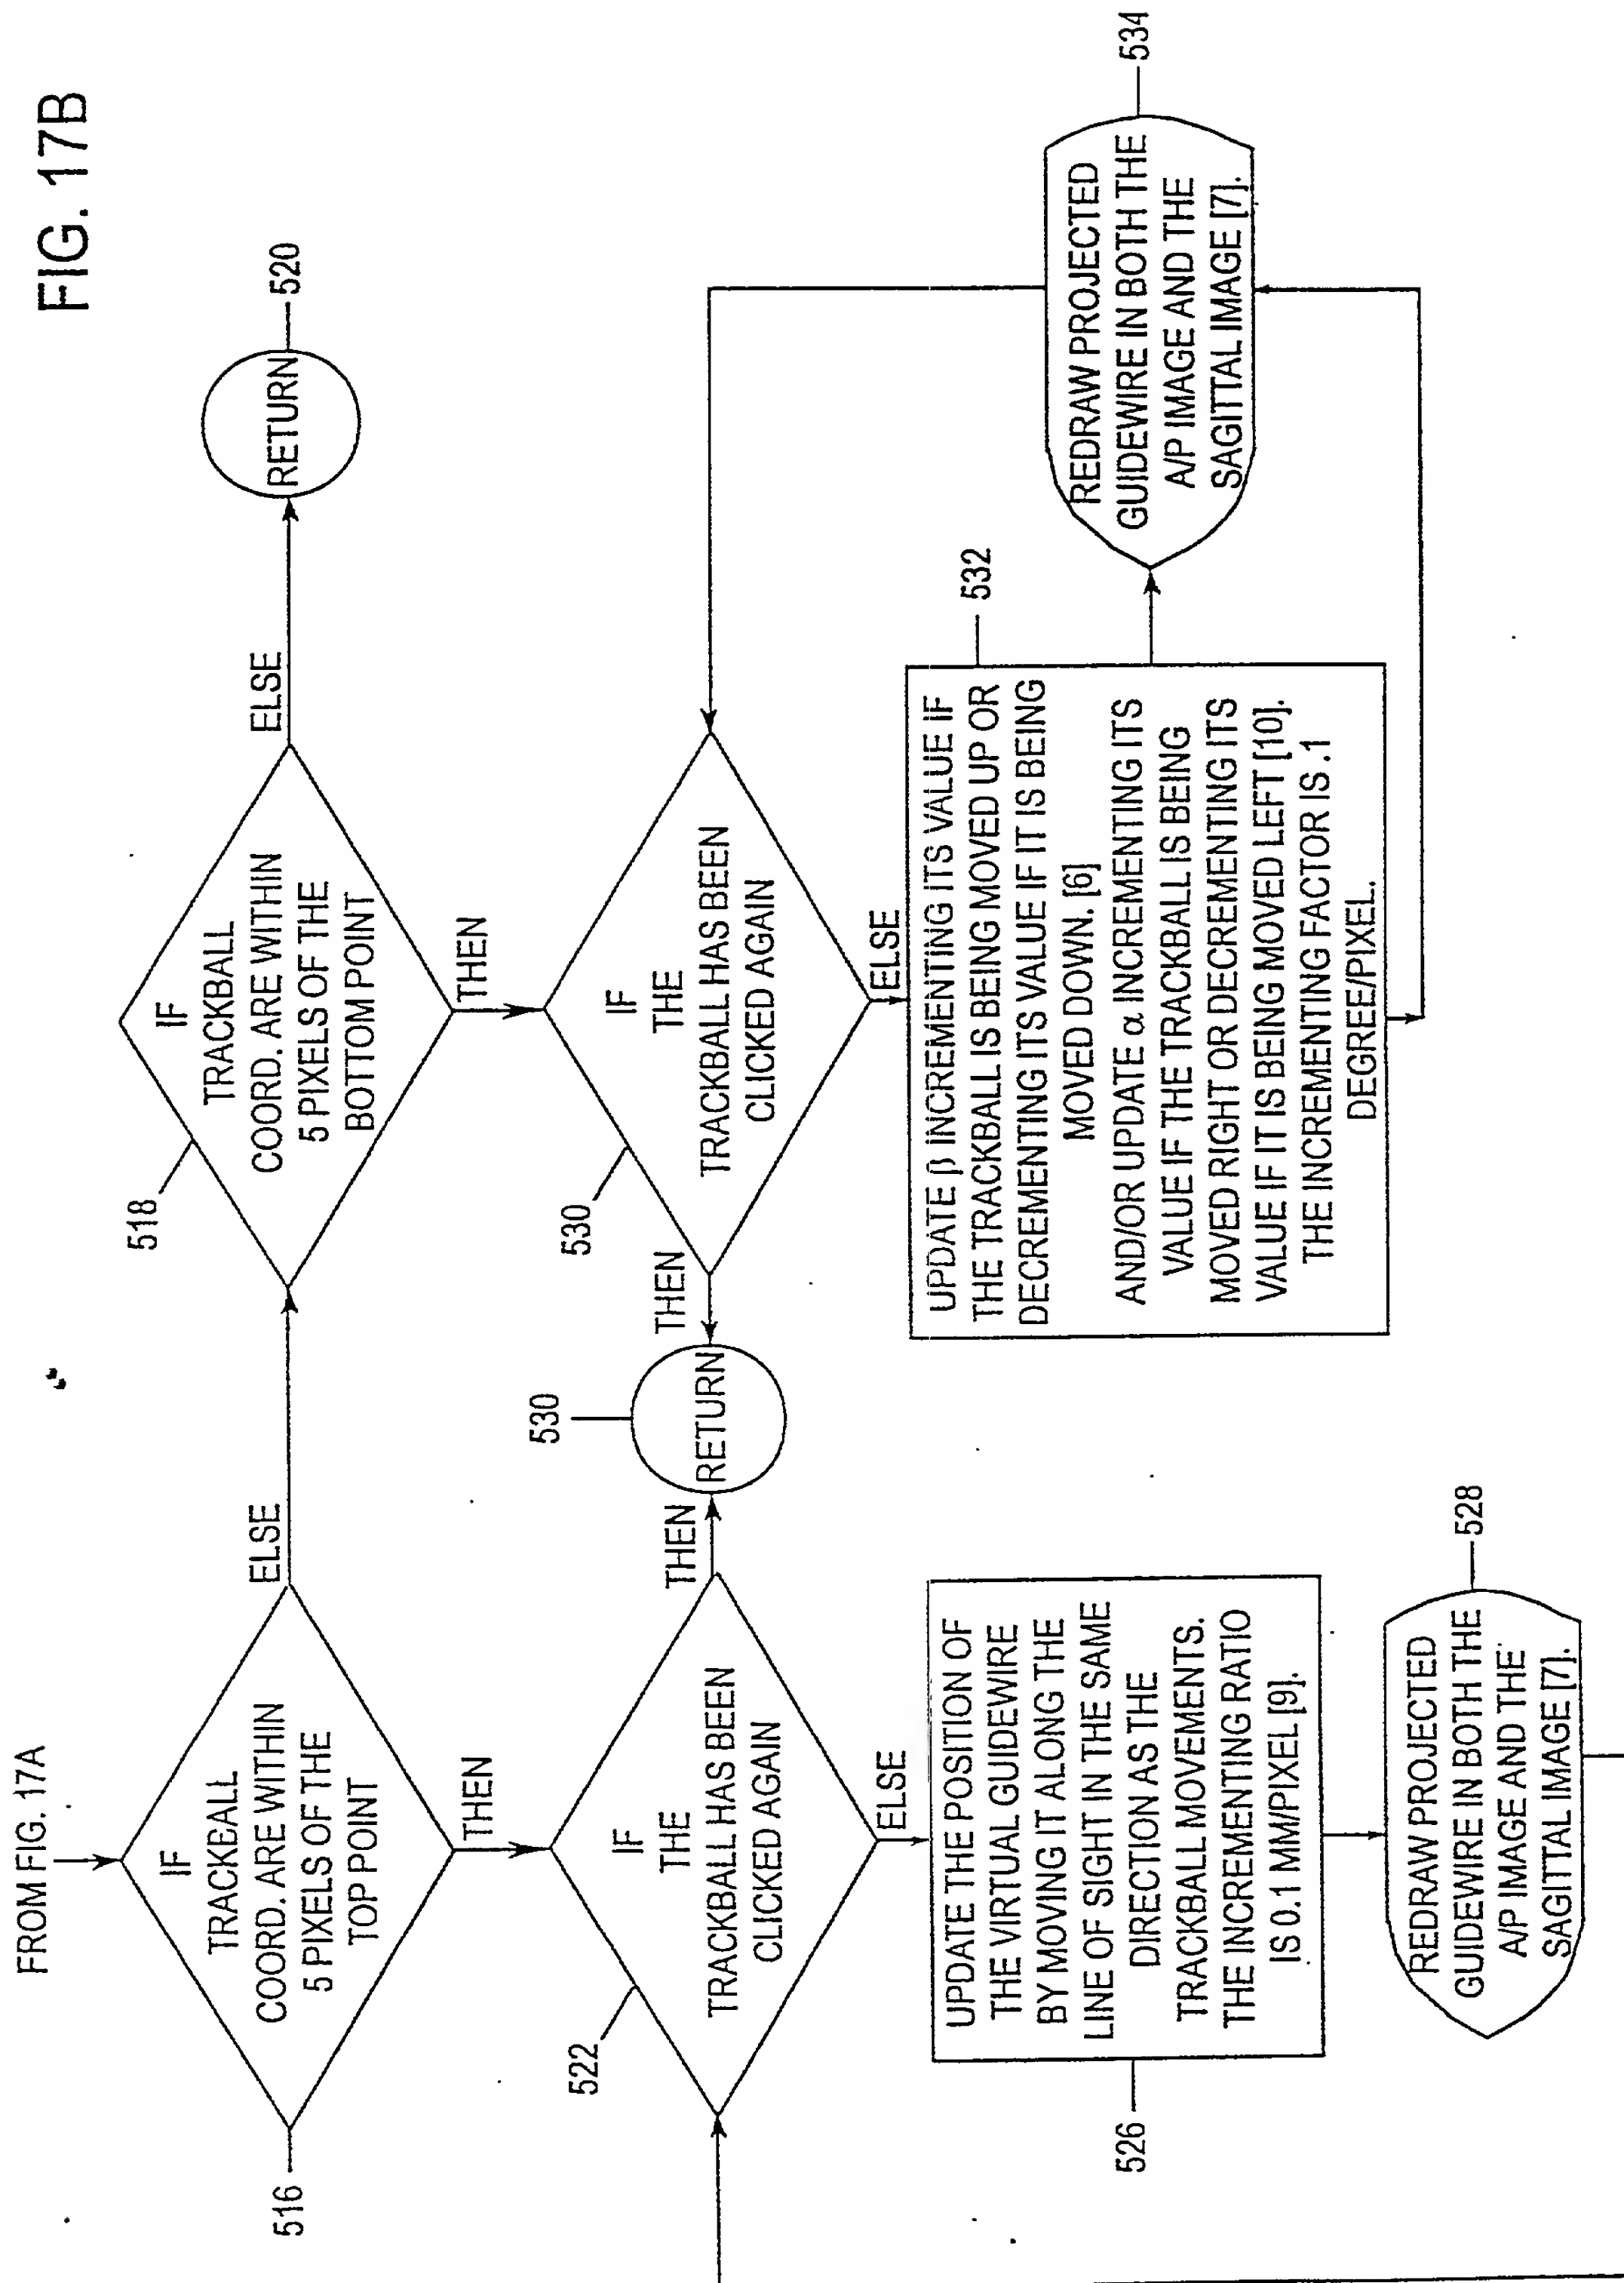 FIG. 17B
FROM FIG. 17A
IF
TRACKBALL
COORD. ARE WITHIN
5 PIXELS OF THE
TOP POINT
516
ELSE
THEN
IF
TRACKBALL
COORD. ARE WITHIN
5 PIXELS OF THE
BOTTOM POINT
518
ELSE
THEN
RETURN
520
IF
THE
TRACKBALL HAS BEEN
CLICKED AGAIN
522
THEN
ELSE
RETURN
530
IF
THE
TRACKBALL HAS BEEN
CLICKED AGAIN
530
THEN
ELSE
UPDATE THE POSITION OF
THE VIRTUAL GUIDEWIRE
BY MOVING IT ALONG THE
LINE OF SIGHT IN THE SAME
DIRECTION AS THE
TRACKBALL MOVEMENTS.
THE INCREMENTING RATIO
IS 0.1 MM/PIXEL [9].
526
REDRAW PROJECTED
GUIDEWIRE IN BOTH THE
A/P IMAGE AND THE
SAGITTAL IMAGE [7].
528
UPDATE β INCREMENTING ITS VALUE IF
THE TRACKBALL IS BEING MOVED UP OR
DECREMENTING ITS VALUE IF IT IS BEING
MOVED DOWN. [6]
AND/OR UPDATE α INCREMENTING ITS
VALUE IF THE TRACKBALL IS BEING
MOVED RIGHT OR DECREMENTING ITS
VALUE IF IT IS BEING MOVED LEFT [10].
THE INCREMENTING FACTOR IS .1
DEGREE/PIXEL.
532
REDRAW PROJECTED
GUIDEWIRE IN BOTH THE
A/P IMAGE AND THE
SAGITTAL IMAGE [7].
534